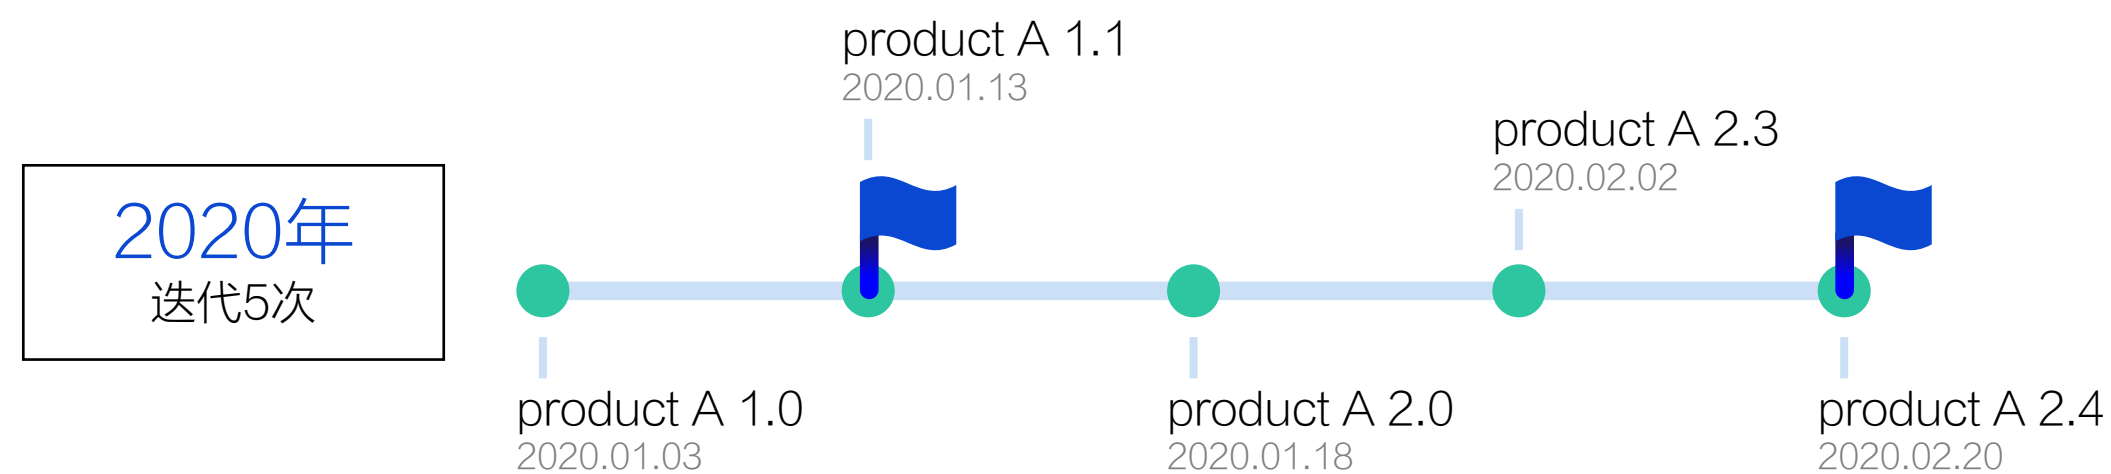 2020年
迭代5次
product A 1.0
2020.01.03
product A 1.1
2020.01.13
product A 2.0
2020.01.18
product A 2.3
2020.02.02
product A 2.4
2020.02.20